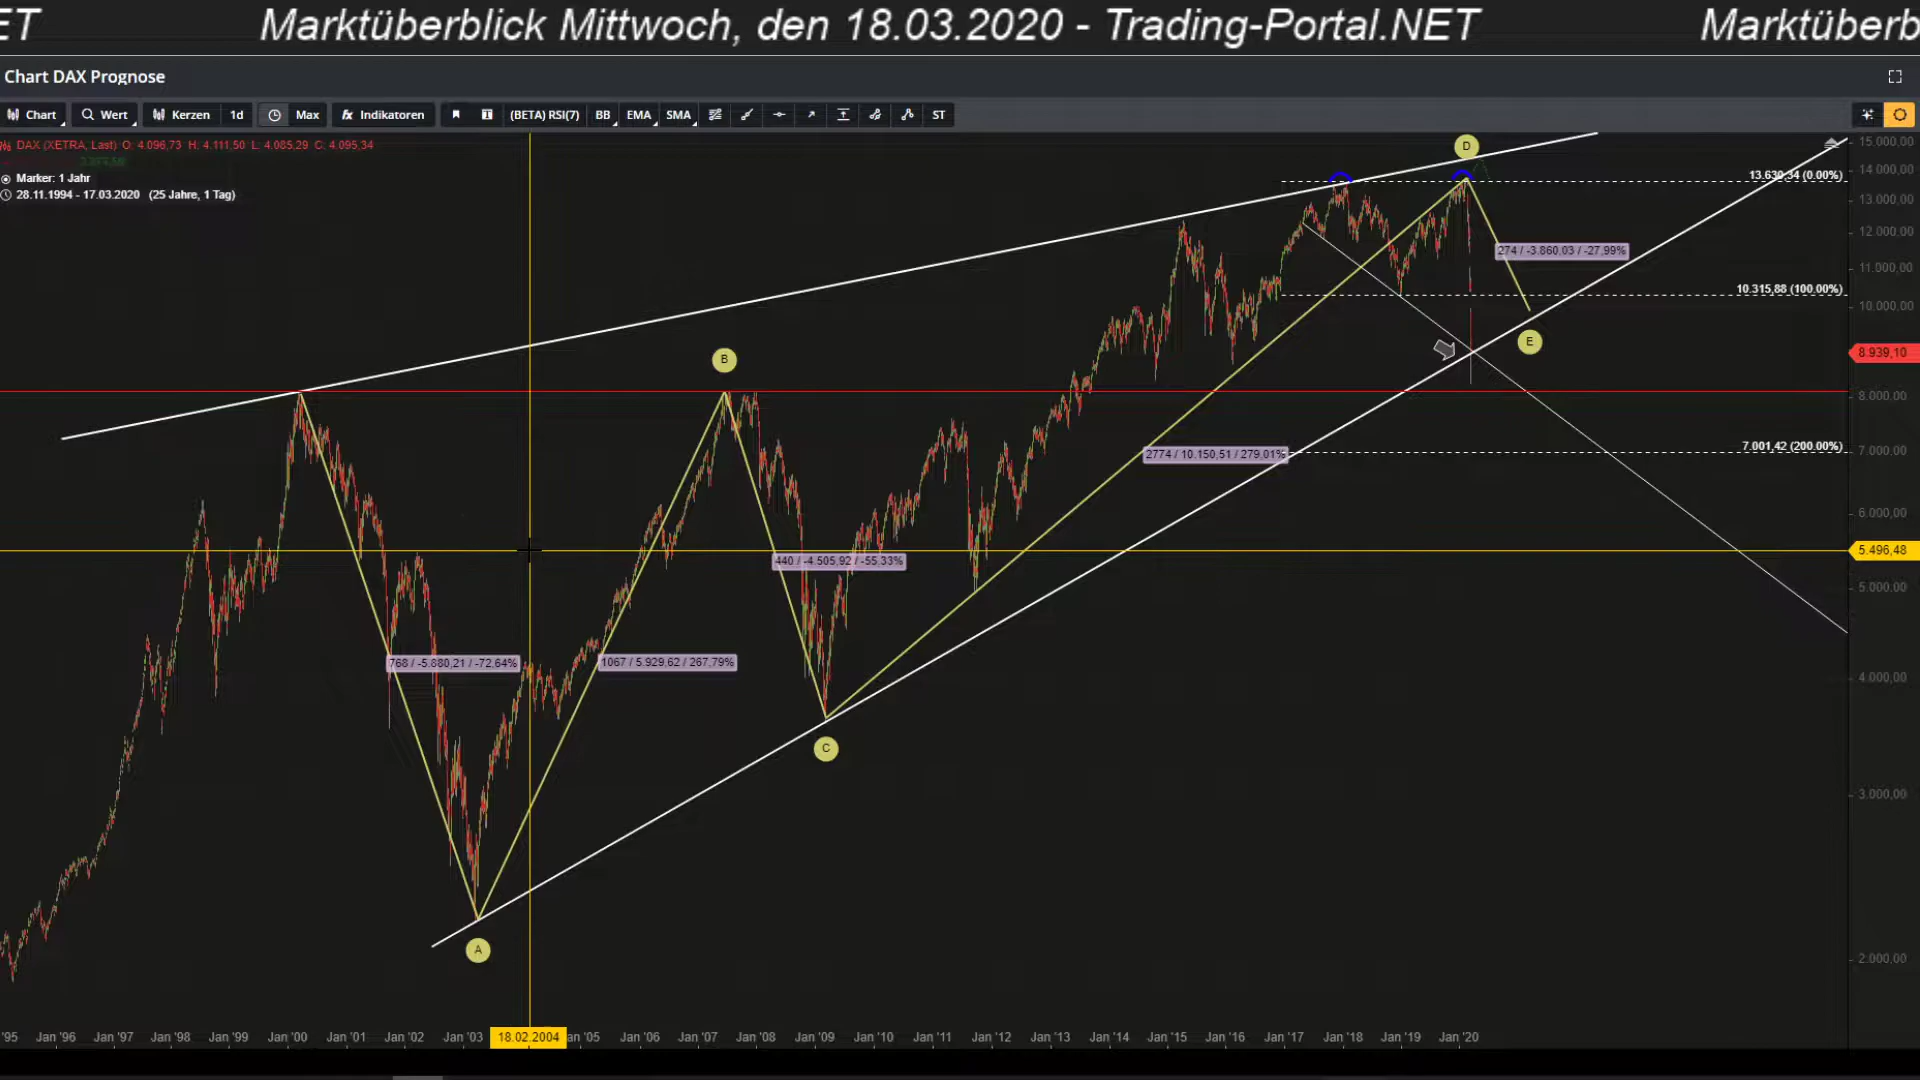 ET Marktüberblick Mittwoch, den 18.03.2020 - Trading-Portal.NET Marktüberb
Chart DAX Prognose
Chart Wert Kerzen 1d Max fx Indikatoren (BETA) RSI(7) BB EMA SMA ST
DAX (XETRA, Last) O: 4.096,73 H: 4.111,50 L: 4.085,29 C: 4.095,34
Marker: 1 Jahr
28.11.1994 - 17.03.2020 (25 Jahre, 1 Tag)
D
15.000,00
14.000,00
13.630,34 (0.00%)
13.000,00
12.000,00
274 / -3.860,03 / -27,99%
11.000,00
10.315,88 (100.00%)
10.000,00
E
8.939,10
B
8.000,00
7.001,42 (200.00%)
7.000,00
2774 / 10.150,51 / 279,01%
6.000,00
5.496,48
440 / -4.505,92 / -55,33%
5.000,00
768 / -5.880,21 / -72,64%
1067 / 5.929,62 / 267,79%
4.000,00
C
3.000,00
A
2.000,00
'95 Jan '96 Jan '97 Jan '98 Jan '99 Jan '00 Jan '01 Jan '02 Jan '03 18.02.2004 an '05 Jan '06 Jan '07 Jan '08 Jan '09 Jan '10 Jan '11 Jan '12 Jan '13 Jan '14 Jan '15 Jan '16 Jan '17 Jan '18 Jan '19 Jan '20